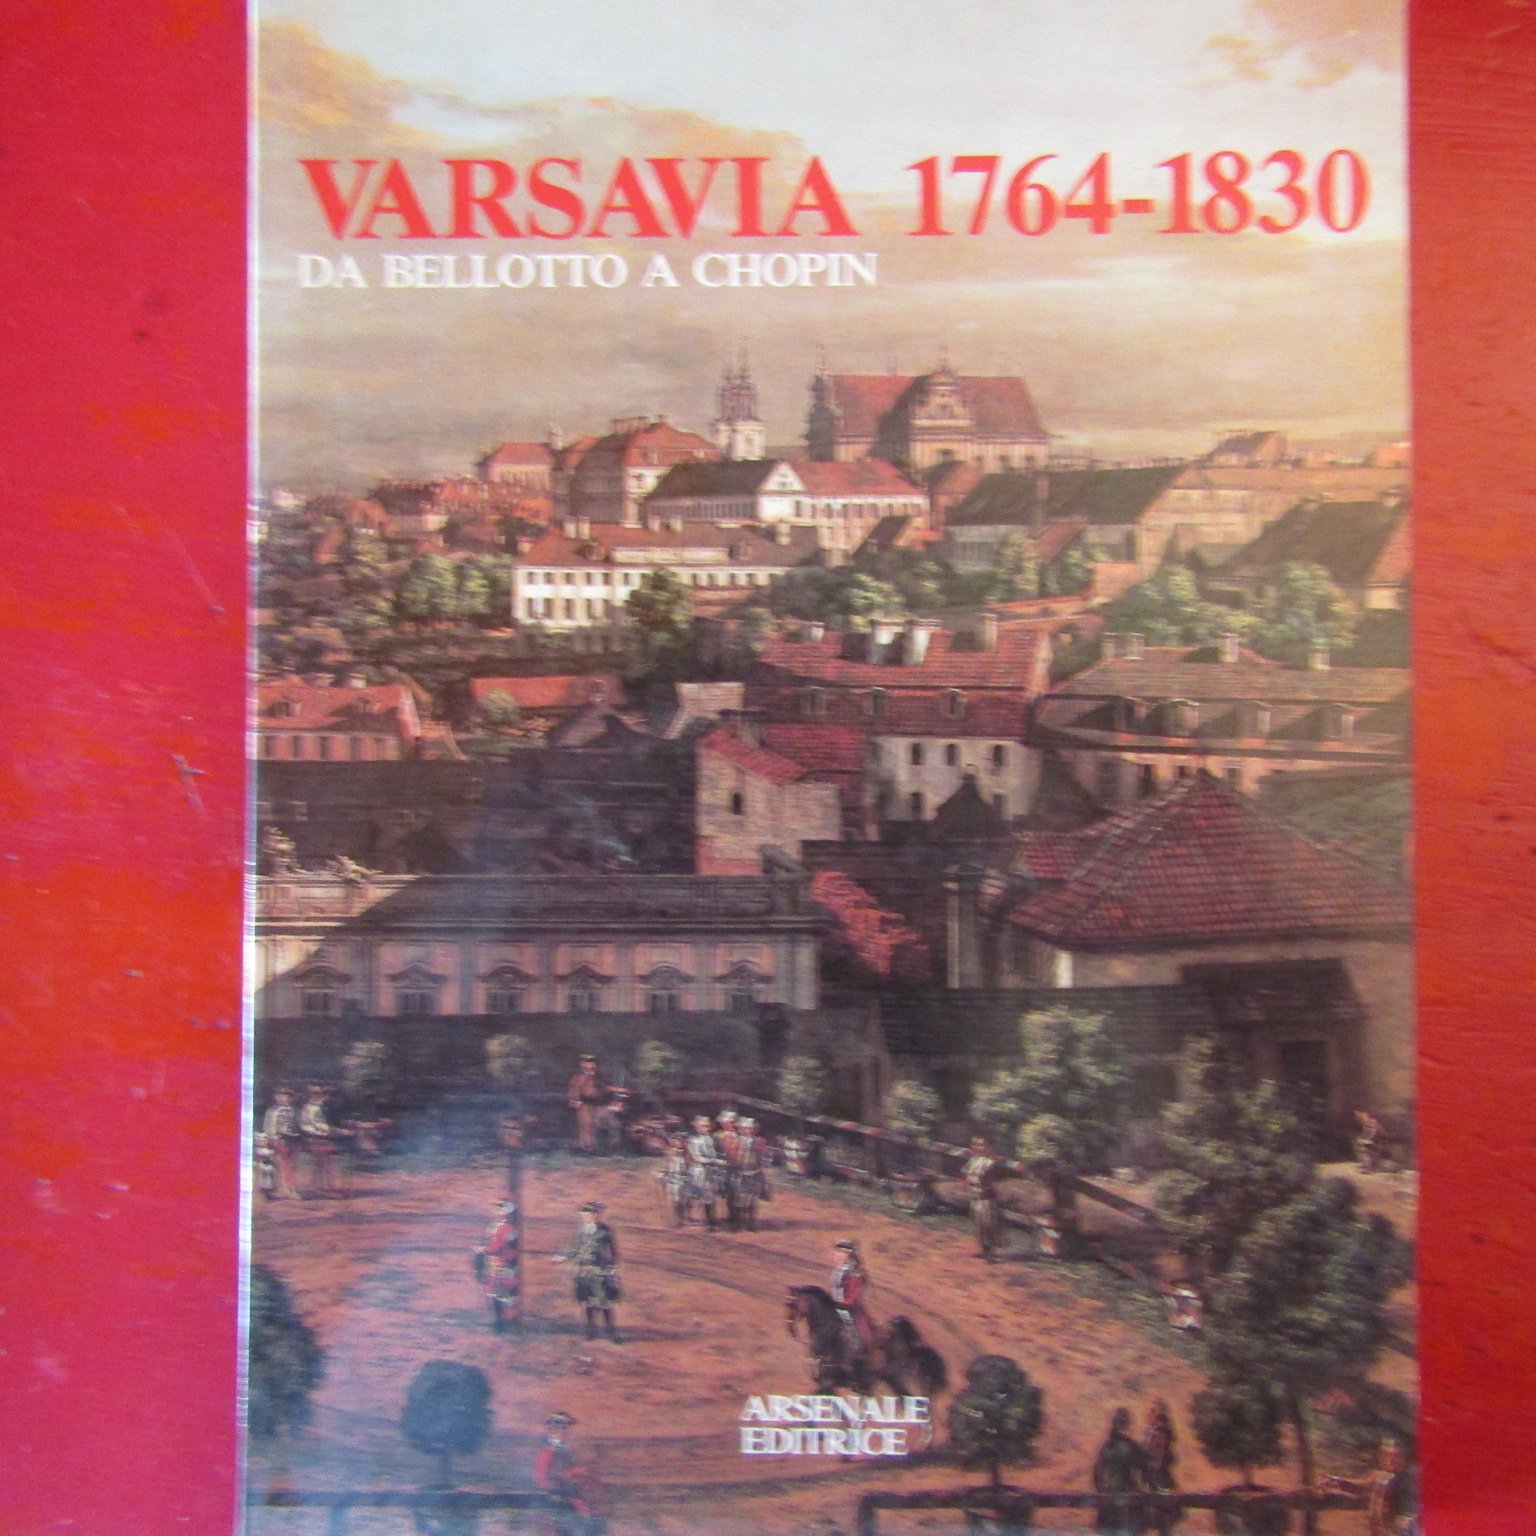 VARSAVIA 1764-1830
DA BELLOTTO A CHOPIN
ARSENALE
EDITRICE